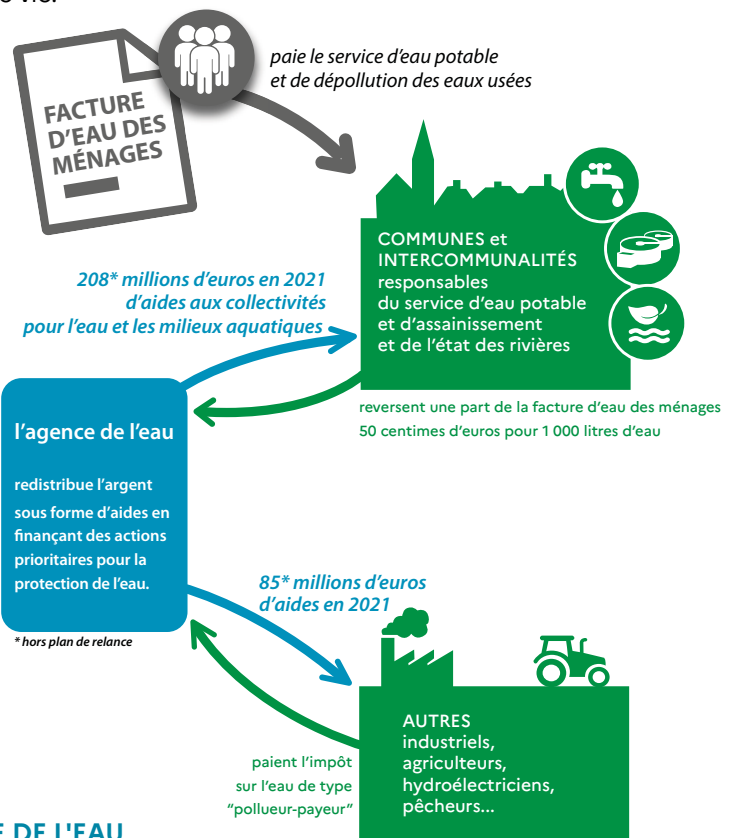 paie le service d'eau potable
et de dépollution des eaux usées
FACTURE
D'EAU DES
MÉNAGES
COMMUNES et
INTERCOMMUNALITÉS
responsables
du service d'eau potable
et d'assainissement
et de l'état des rivières
208* millions d'euros en 2021
d'aides aux collectivités
pour l'eau et les milieux aquatiques
reversent une part de la facture d'eau des ménages
50 centimes d'euros pour 1 000 litres d'eau
l'agence de l'eau
redistribue l'argent
sous forme d'aides en
finançant des actions
prioritaires pour la
protection de l'eau.
* hors plan de relance
85* millions d'euros
d'aides en 2021
paient l'impôt
sur l'eau de type
“pollueur-payeur”
AUTRES
industriels,
agriculteurs,
hydroélectriciens,
pêcheurs...
DE L'EAU